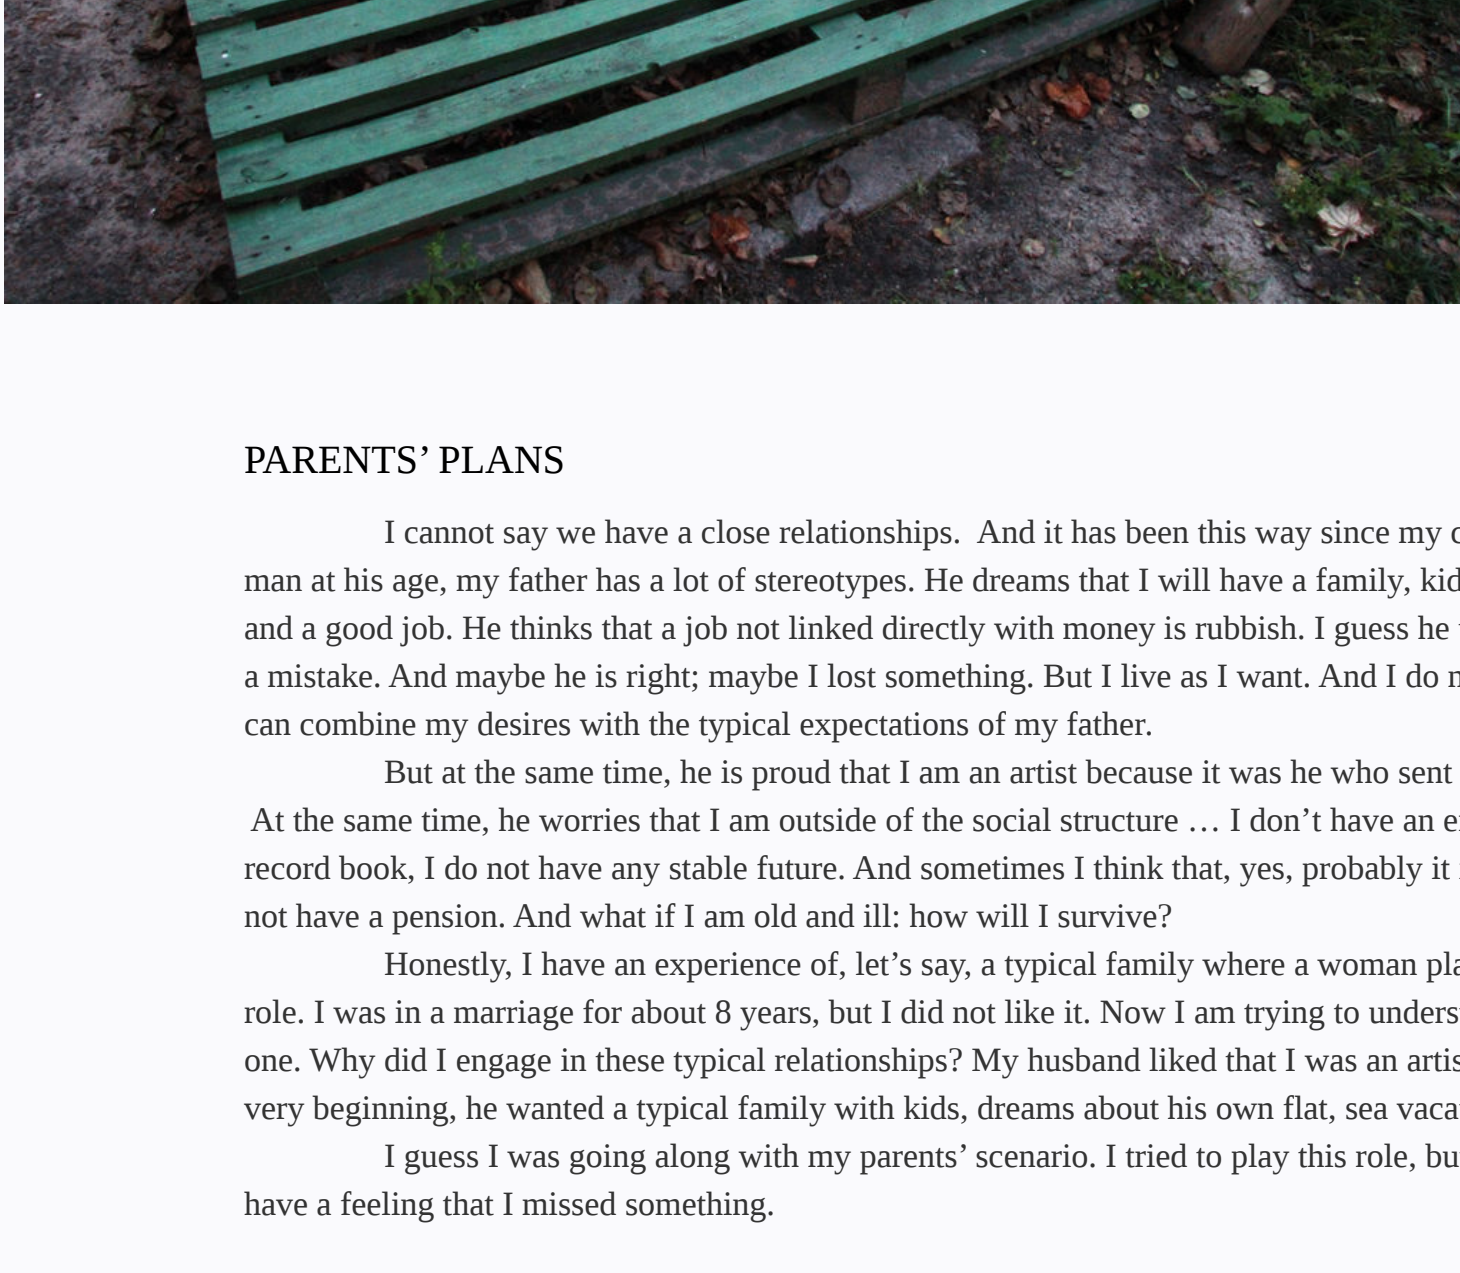 PARENTS’ PLANS
I cannot say we have a close relationships.  And it has been this way since my
man at his age, my father has a lot of stereotypes. He dreams that I will have a family,
and a good job. He thinks that a job not linked directly with money is rubbish. I guess he
a mistake. And maybe he is right; maybe I lost something. But I live as I want. And I do
can combine my desires with the typical expectations of my father.
But at the same time, he is proud that I am an artist because it was he who sent
At the same time, he worries that I am outside of the social structure … I don’t have an
record book, I do not have any stable future. And sometimes I think that, yes, probably it
not have a pension. And what if I am old and ill: how will I survive?
Honestly, I have an experience of, let’s say, a typical family where a woman
role. I was in a marriage for about 8 years, but I did not like it. Now I am trying to
one. Why did I engage in these typical relationships? My husband liked that I was an
very beginning, he wanted a typical family with kids, dreams about his own flat, sea
I guess I was going along with my parents’ scenario. I tried to play this role,
have a feeling that I missed something.